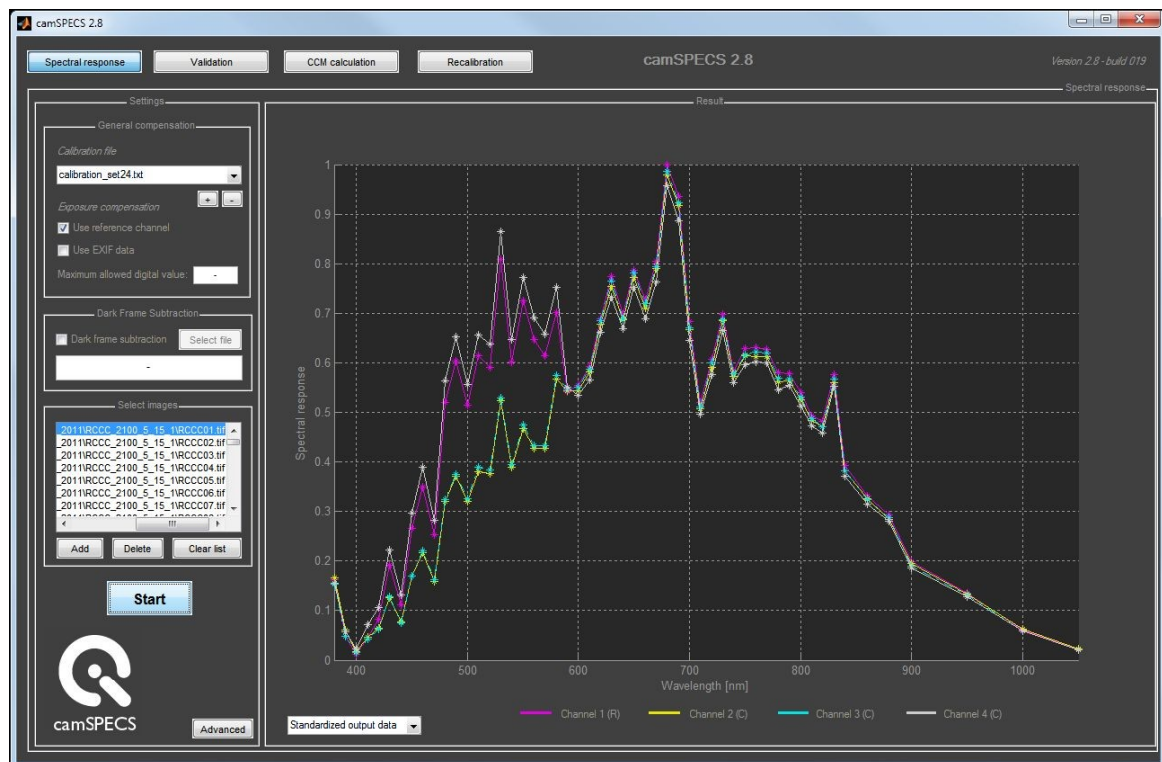 camSPECS 2.8
Spectral response
Validation
CCM calculation
Recalibration
camSPECS 2.8
Version 2.8 - build 019
Spectral response
Settings
General compensation
Calibration file
calibration_set24.txt
+ -
Exposure compensation
Use reference channel
Use EXIF data
Maximum allowed digital value: -
Dark Frame Subtraction
Dark frame subtraction
Select file
-
Select images
_2011\RCCC_2100_5_15_1\RCCC01.tif
_2011\RCCC_2100_5_15_1\RCCC02.tif
_2011\RCCC_2100_5_15_1\RCCC03.tif
_2011\RCCC_2100_5_15_1\RCCC04.tif
_2011\RCCC_2100_5_15_1\RCCC05.tif
_2011\RCCC_2100_5_15_1\RCCC06.tif
_2011\RCCC_2100_5_15_1\RCCC07.tif
Add
Delete
Clear list
Start
camSPECS
Advanced
Result
1
0.9
0.8
0.7
0.6
0.5
0.4
0.3
0.2
0.1
0
Spectral response
400 500 600 700 800 900 1000
Wavelength [nm]
Standardized output data
Channel 1 (R)
Channel 2 (C)
Channel 3 (C)
Channel 4 (C)